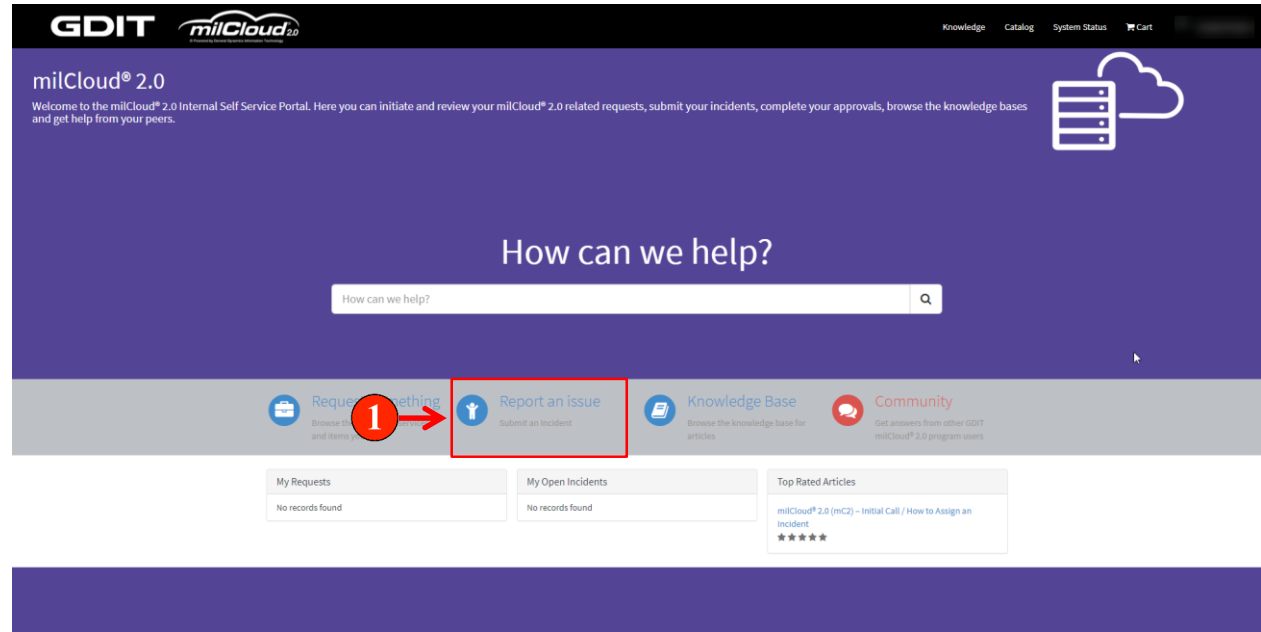 GDIT milCloud® 2.0 Knowledge Catalog System Status Cart
milCloud® 2.0
Welcome to the milCloud® 2.0 Internal Self Service Portal. Here you can initiate and review your milCloud® 2.0 related requests, submit your incidents, complete your approvals, browse the knowledge bases
and get help from your peers.
How can we help?
How can we help?
1
Report an issue
Submit an Incident
Knowledge Base
Browse the knowledge base for
articles
Community
Get answers from other GDIT
milCloud® 2.0 program users
My Requests
No records found
My Open Incidents
No records found
Top Rated Articles
milCloud® 2.0 (mC2) – Initial Call / How to Assign an
Incident